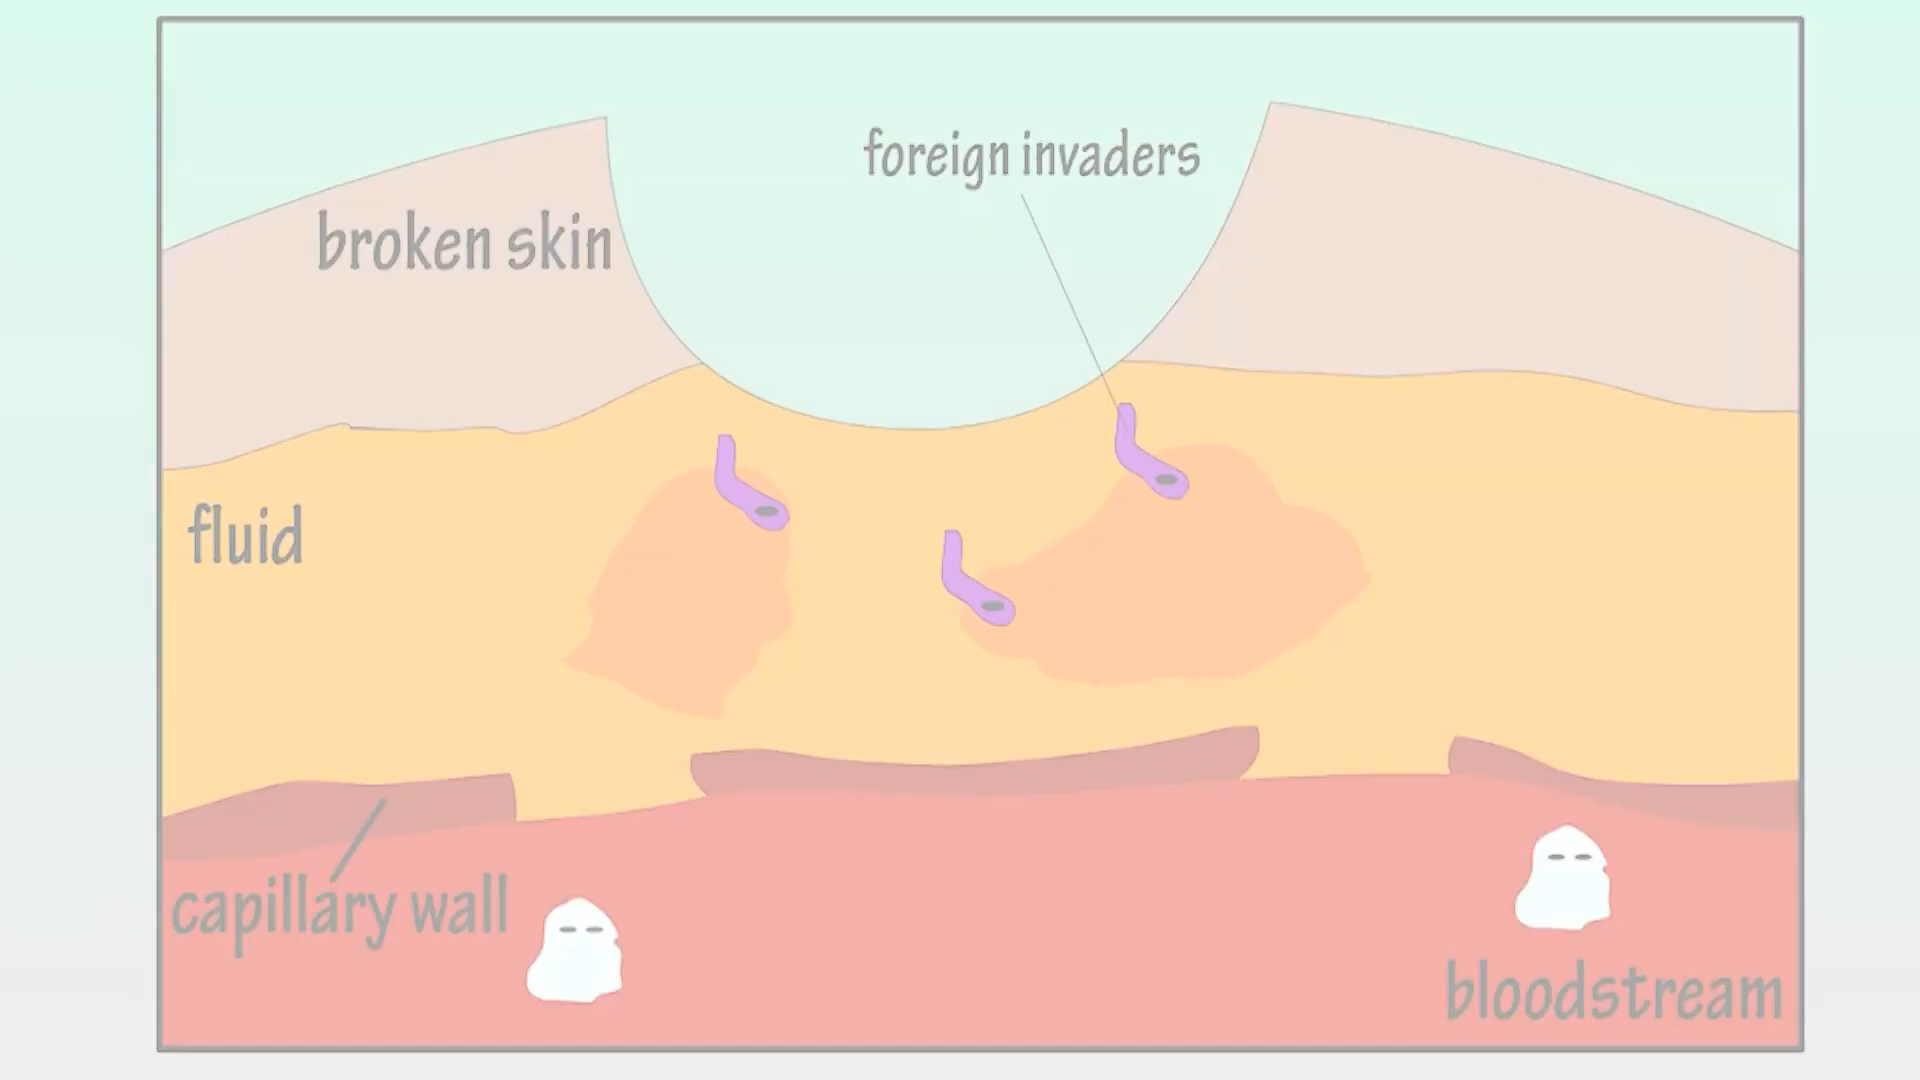 foreign invaders
broken skin
fluid
capillary wall
bloodstream